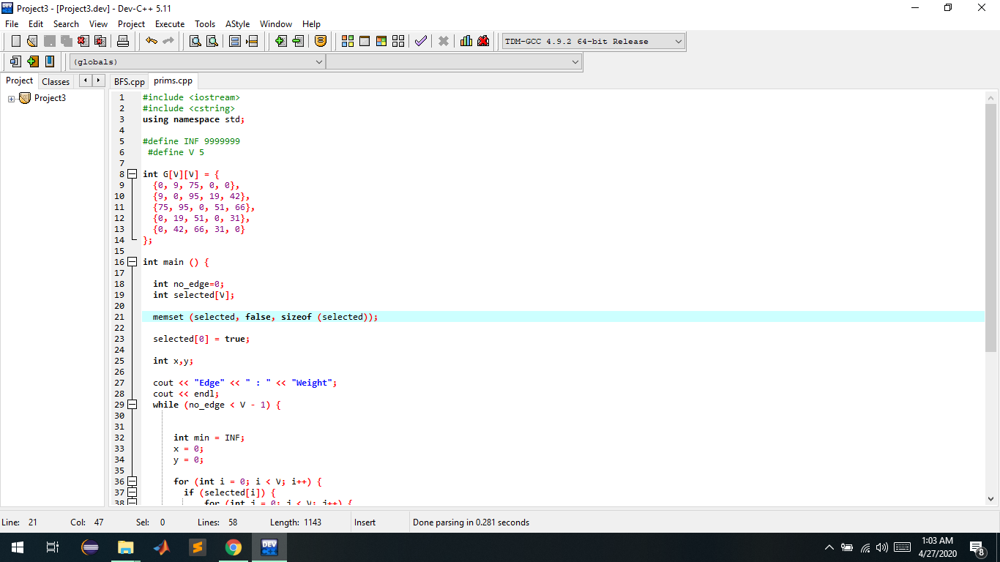 Project3 - [Project3.dev] - Dev-C++ 5.11
File Edit Search View Project Execute Tools AStyle Window Help
TDM-GCC 4.9.2 64-bit Release
(globals)
Project Classes BFS.cpp prims.cpp
Project3
1 #include <iostream>
2 #include <cstring>
3 using namespace std;
4
5 #define INF 9999999
6 #define V 5
7
8 int G[V][V] = {
9 {0, 9, 75, 0, 0},
10 {9, 0, 95, 19, 42},
11 {75, 95, 0, 51, 66},
12 {0, 19, 51, 0, 31},
13 {0, 42, 66, 31, 0}
14 };
15
16 int main () {
17
18 int no_edge=0;
19 int selected[V];
20
21 memset (selected, false, sizeof (selected));
22
23 selected[0] = true;
24
25 int x,y;
26
27 cout << "Edge" << " : " << "Weight";
28 cout << endl;
29 while (no_edge < V - 1) {
30
31
32 int min = INF;
33 x = 0;
34 y = 0;
35
36 for (int i = 0; i < V; i++) {
37 if (selected[i]) {
38 for (int j = 0; j < V; j++) {
Line: 21 Col: 47 Sel: 0 Lines: 58 Length: 1143 Insert Done parsing in 0.281 seconds
DEV
1:03 AM
4/27/2020
8